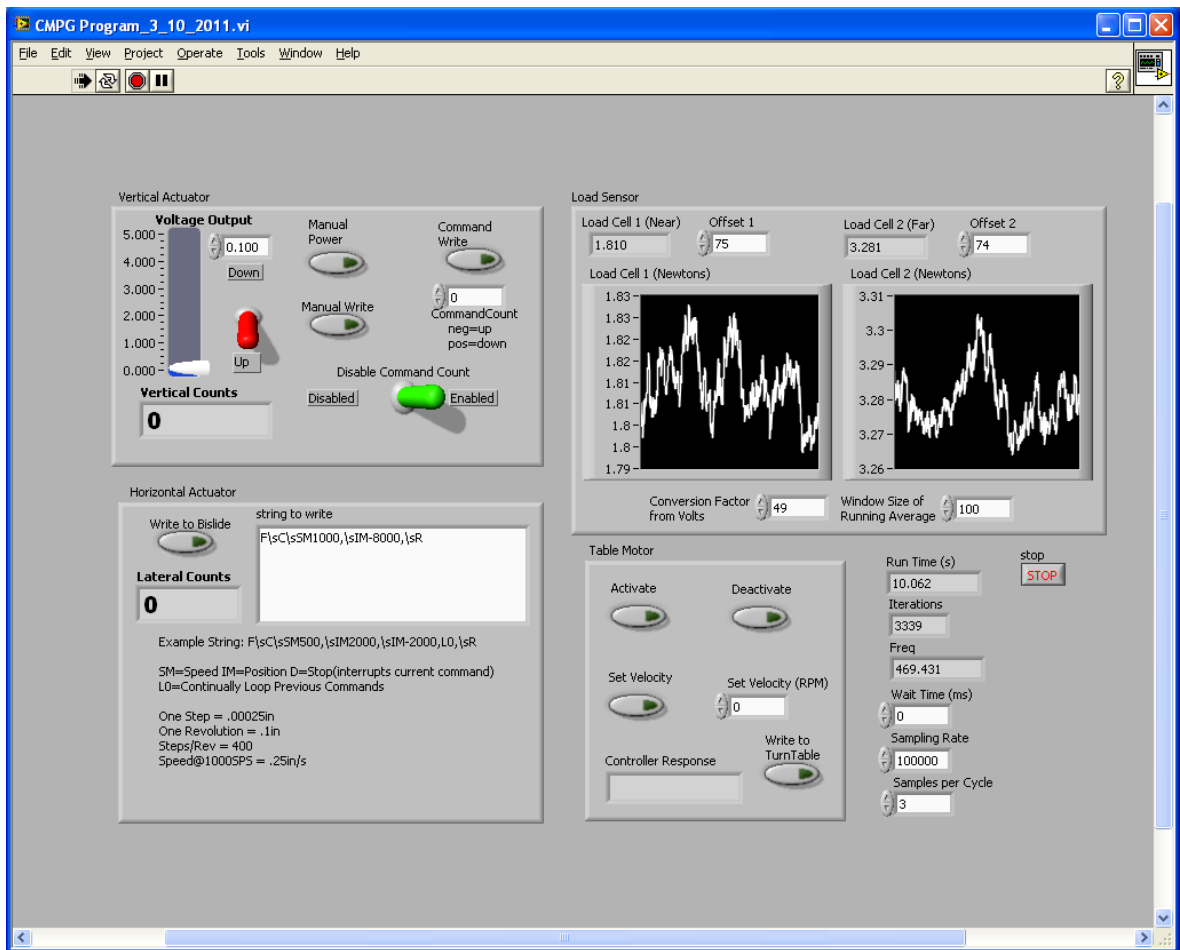 CMPG Program_3_10_2011.vi
File Edit View Project Operate Tools Window Help
Vertical Actuator
Voltage Output
5.000
4.000
3.000
2.000
1.000
0.000
0.100
Down
Up
Manual
Power
Manual Write
Command
Write
0
CommandCount
neg=up
pos=down
Disable Command Count
Disabled
Enabled
Vertical Counts
0
Load Sensor
Load Cell 1 (Near)
1.810
Offset 1
75
Load Cell 2 (Far)
3.281
Offset 2
74
Load Cell 1 (Newtons)
1.83
1.83
1.82
1.82
1.81
1.81
1.8
1.8
1.79
Load Cell 2 (Newtons)
3.31
3.3
3.29
3.28
3.27
3.26
Conversion Factor
from Volts
49
Window Size of
Running Average
100
Horizontal Actuator
Write to Bislide
string to write
F\sC\sSM1000,\sIM-8000,\sR
Lateral Counts
0
Example String: F\sC\sSM500,\sIM2000,\sIM-2000,L0,\sR
SM=Speed IM=Position D=Stop(interrupts current command)
L0=Continually Loop Previous Commands
One Step = .00025in
One Revolution = .1in
Steps/Rev = 400
Speed@1000SPS = .25in/s
Table Motor
Activate
Deactivate
Set Velocity
Set Velocity (RPM)
0
Write to
TurnTable
Controller Response
Run Time (s)
10.062
Iterations
3339
Freq
469.431
Wait Time (ms)
0
Sampling Rate
100000
Samples per Cycle
3
stop
STOP